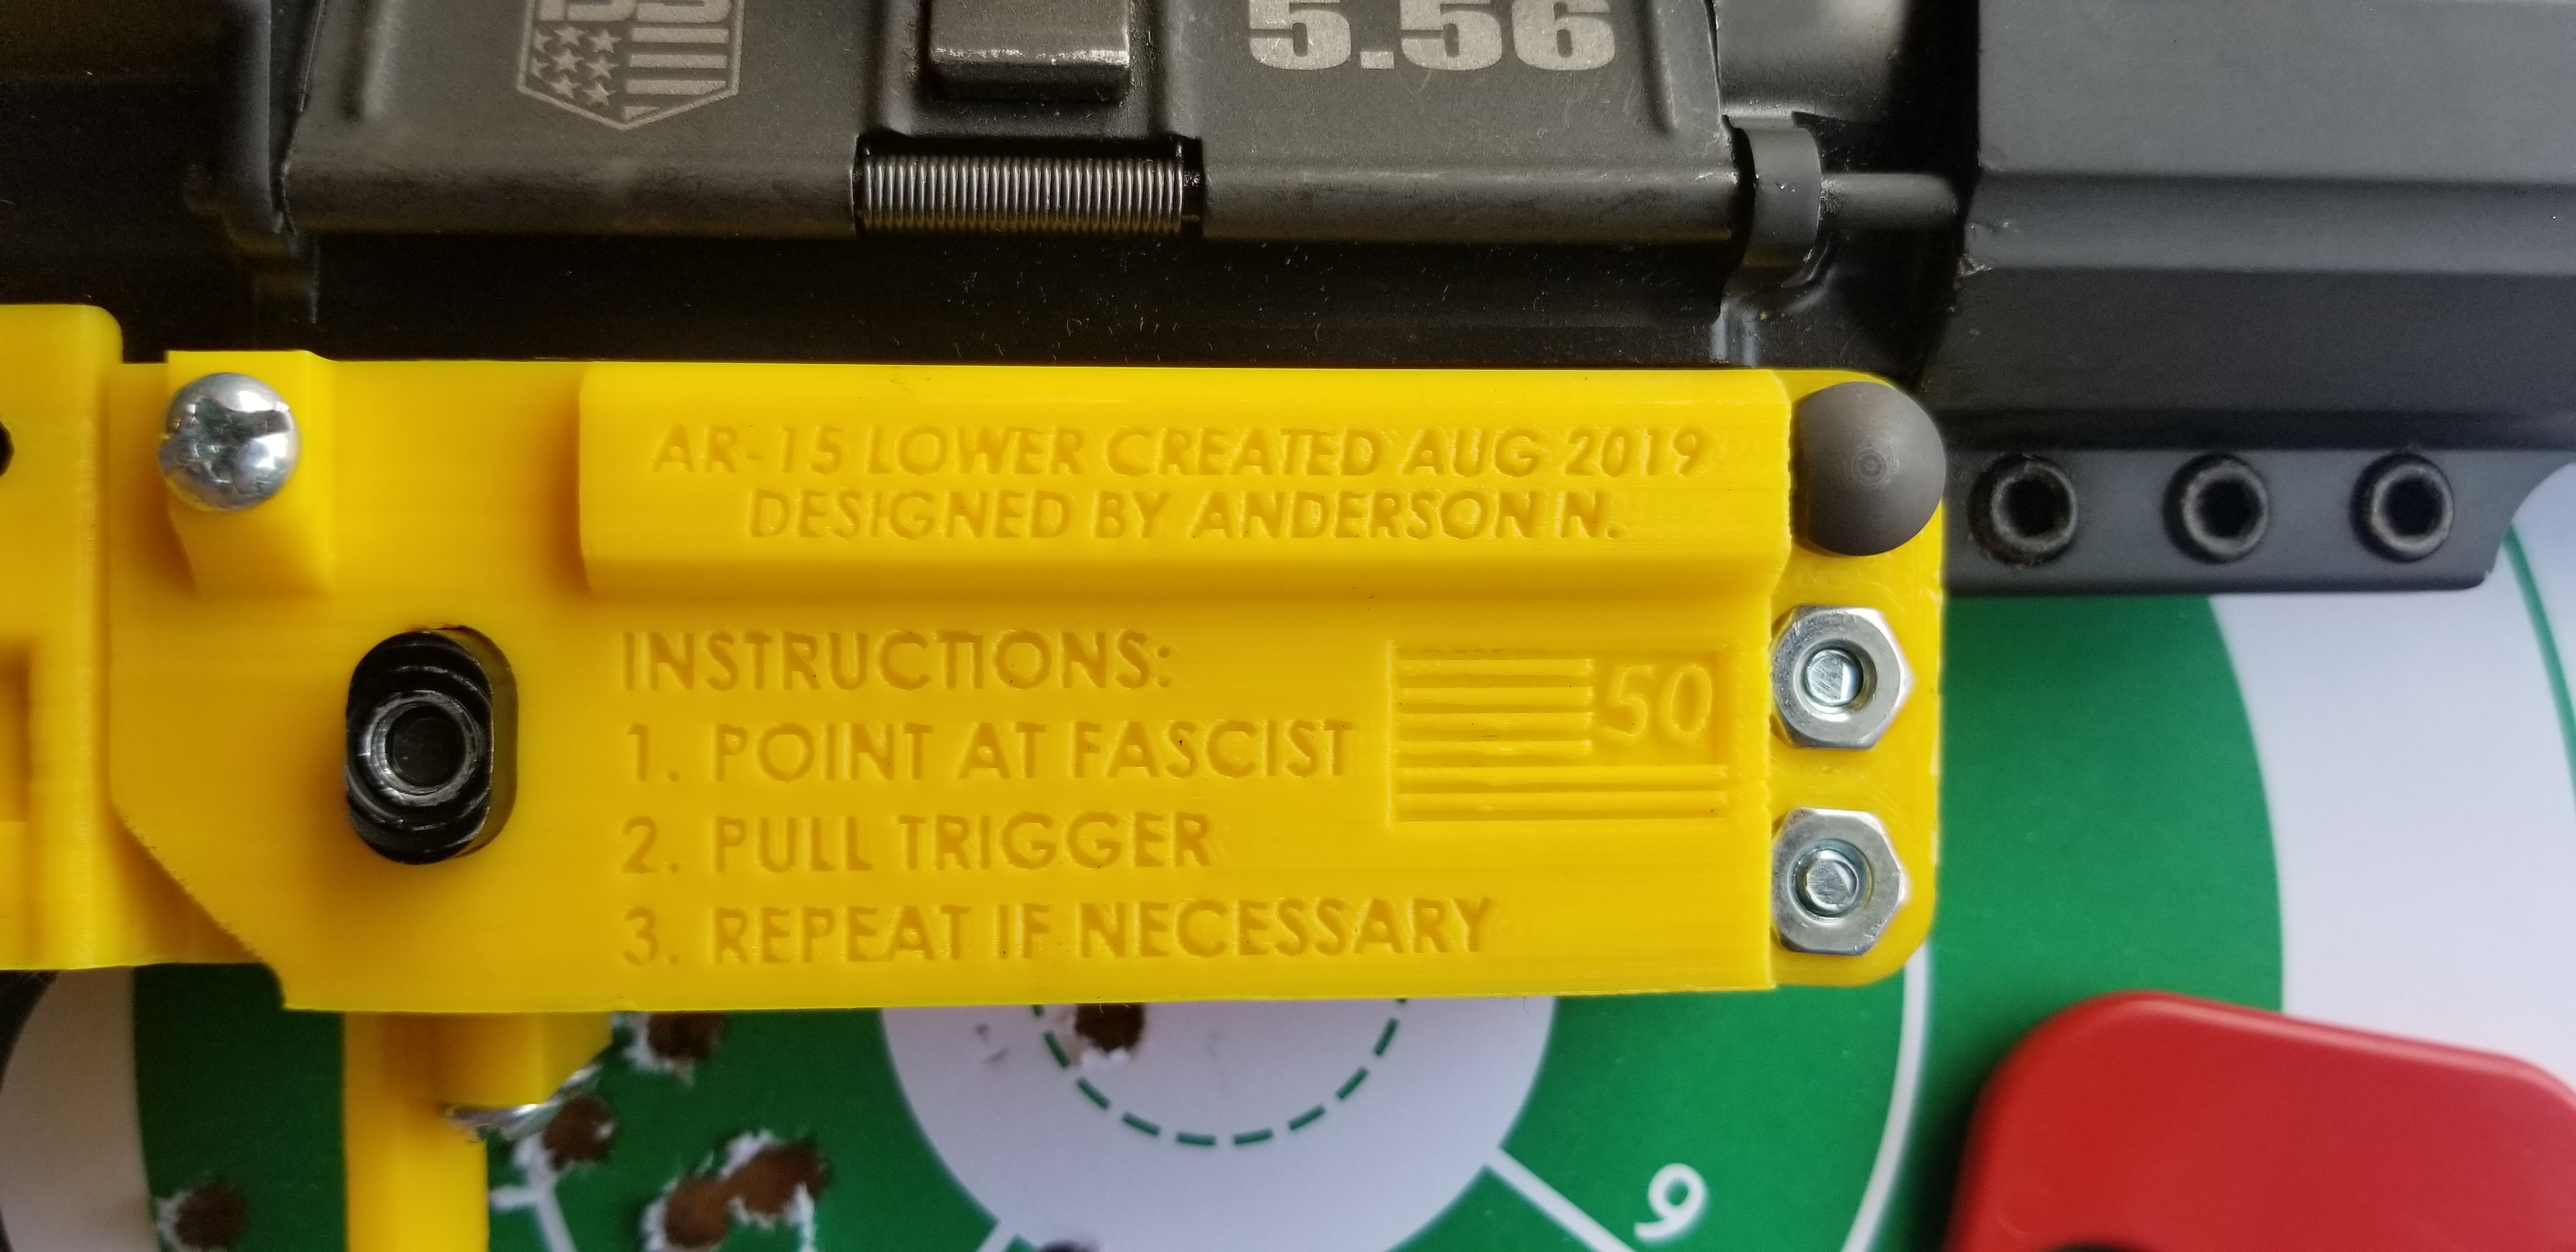 5.56
AR-15 LOWER CREATED AUG 2019
DESIGNED BY ANDERSON N.
INSTRUCTIONS:
50
1. POINT AT FASCIST
2. PULL TRIGGER
3. REPEAT IF NECESSARY
9